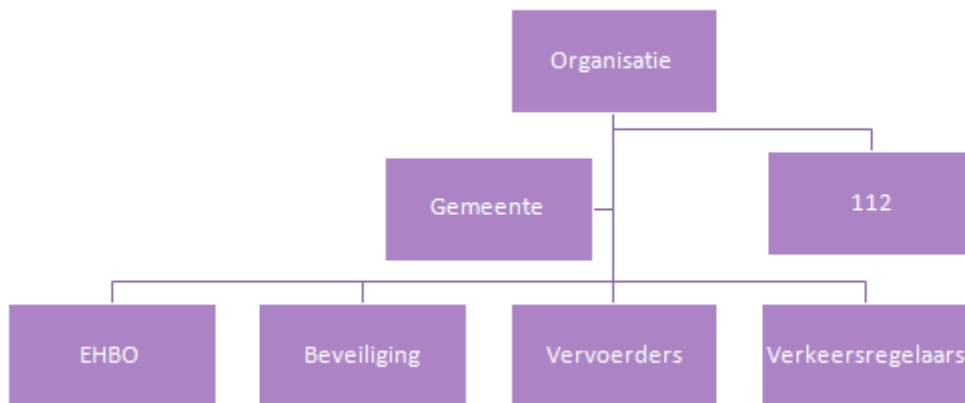 Organisatie
Gemeente
112
EHBO
Beveiliging
Vervoerders
Verkeersregelaars